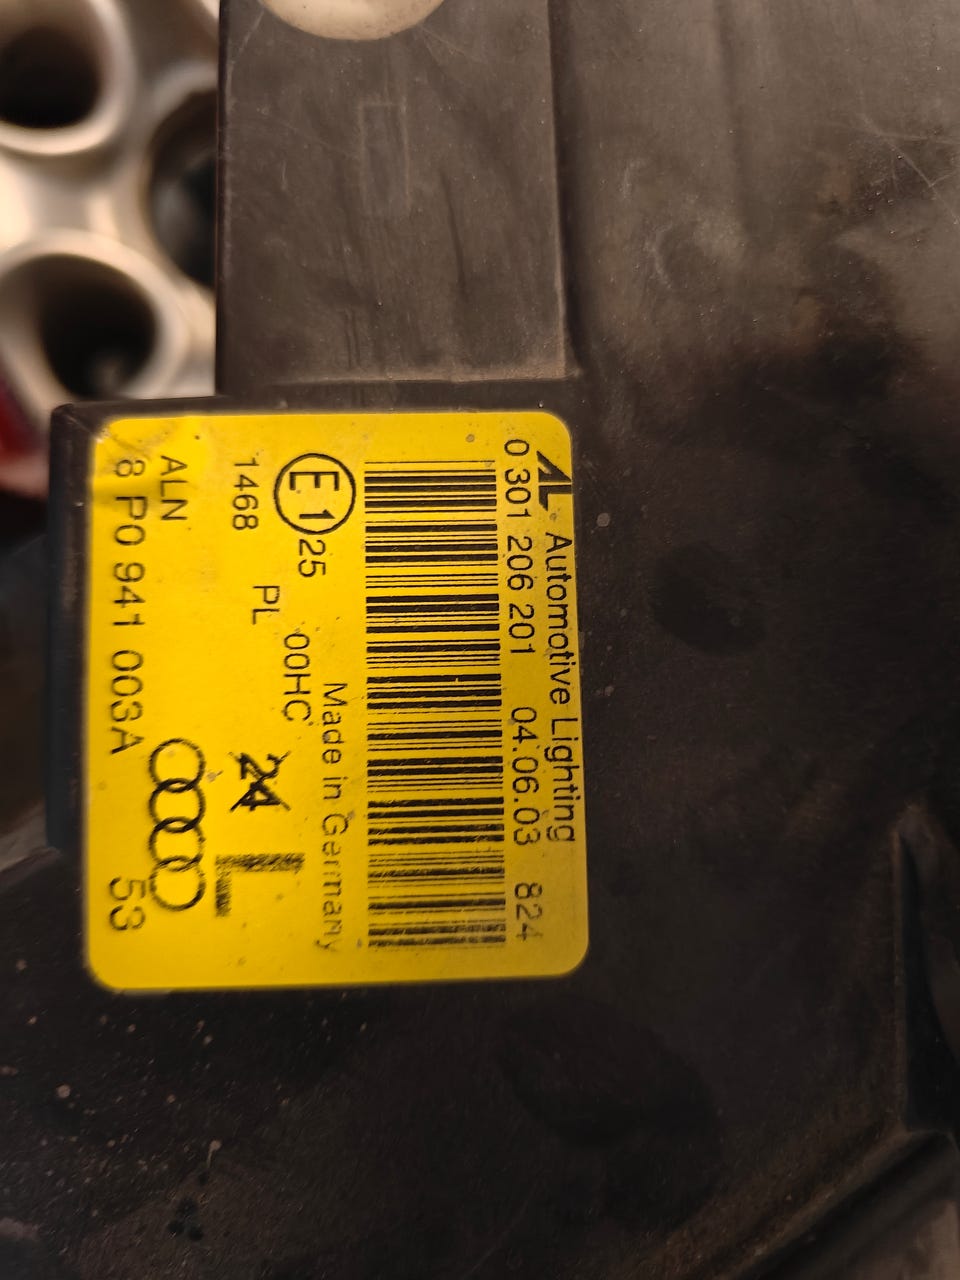 AL Automotive Lighting
0 301 206 201 04.06.03 824
Made in Germany
E1 25 00HC
1468 PL 24
L
ALN
8 P0 941 003A 53